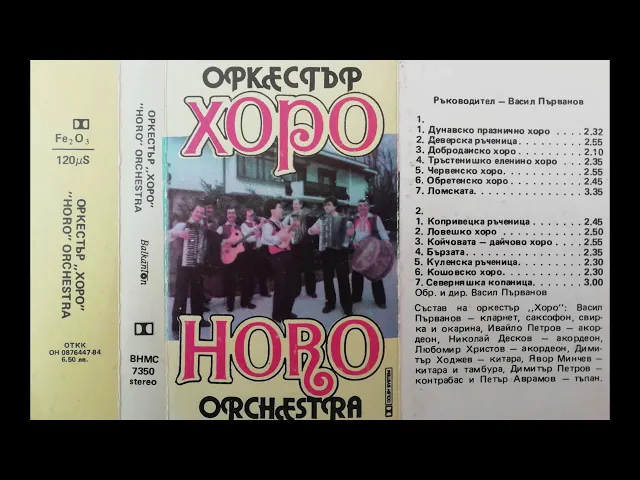 Fe₂O₃
120μS
ОРКЕСТЪР „ХОРО"
"HORO" ORCHESTRA
ОТКК
ОН 0876447-84
6,50 лв.
ОРКЕСТЪР „ХОРО"
"HORO" ORCHESTRA
Balkanton
ВНМС
7350
stereo
ОРКЕСТЪР
ХОРО
HORO
ORCHESTRA
DOLBY SYSTEM
Ръководител – Васил Първанов
1.
1. Дунавско празнично хоро . . . . 2.32
2. Деверска ръченица. . . . . . . . . . 2.55
3. Доброданско хоро . . . . . . . . . . 2,10
4. Тръстенишко еленино хоро . . . . 2.35
5. Червенско хоро. . . . . . . . . . . . 2.55
6. Обретенско хоро . . . . . . . . . . . 2.45
7. Ломската. . . . . . . . . . . . . . . . 3.35
2.
1. Копривецка ръченица . . . . . . . . 2,45
2. Ловешко хоро . . . . . . . . . . . . . 2.50
3. Койчовата – дайчово хоро . . . . 2.55
4. Бързата. . . . . . . . . . . . . . . . . 2.35
5. Куленска ръченица. . . . . . . . . . 2.30
6. Кошовско хоро. . . . . . . . . . . . 2.30
7. Северняшка копаница. . . . . . . . 3.00
Обр. и дир. Васил Първанов
Състав на оркестър „Хоро": Васил
Първанов – кларнет, саксофон, свир-
ка и окарина, Ивайло Петров – акор-
деон, Николай Десков – акордеон,
Любомир Христов – акордеон, Дими-
тър Ходжев – китара, Явор Минчев –
китара и тамбура, Димитър Петров –
контрабас и Петър Аврамов – тъпан.